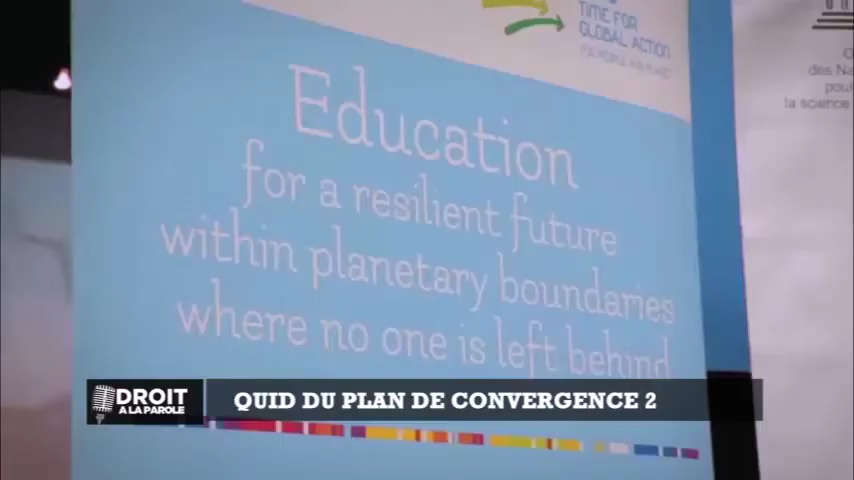 TIME FOR
GLOBAL ACTION
Education
for a resilient future
within planetary boundaries
where no one is left behind
des Na
la science
DROIT
A LA PAROLE
QUID DU PLAN DE CONVERGENCE 2